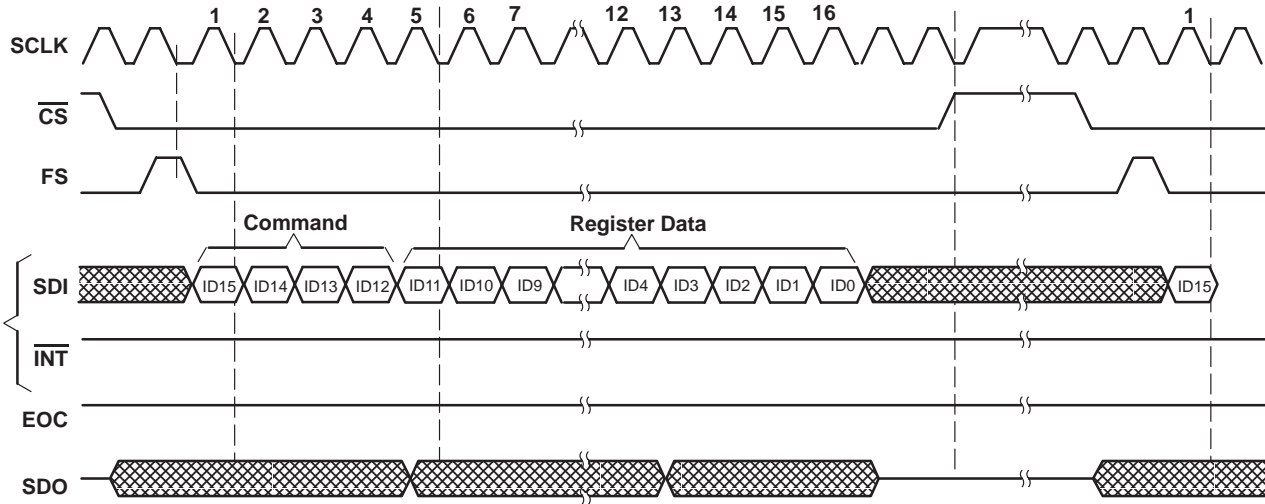 1 2 3 4 5 6 7 12 13 14 15 16 1
SCLK
CS
FS
Command Register Data
SDI ID15 ID14 ID13 ID12 ID11 ID10 ID9 ID4 ID3 ID2 ID1 ID0 ID15
INT
EOC
SDO